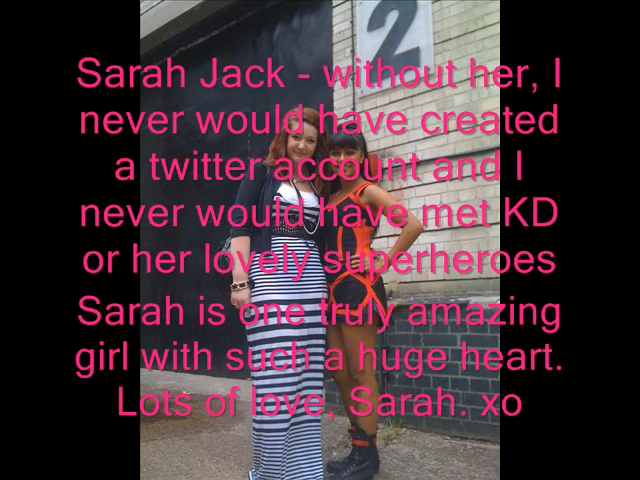 2
Sarah Jack - without her, I
never would have created
a twitter account and I
never would have met KD
or her lovely superheroes
Sarah is one truly amazing
girl with such a huge heart.
Lots of love, Sarah. xo